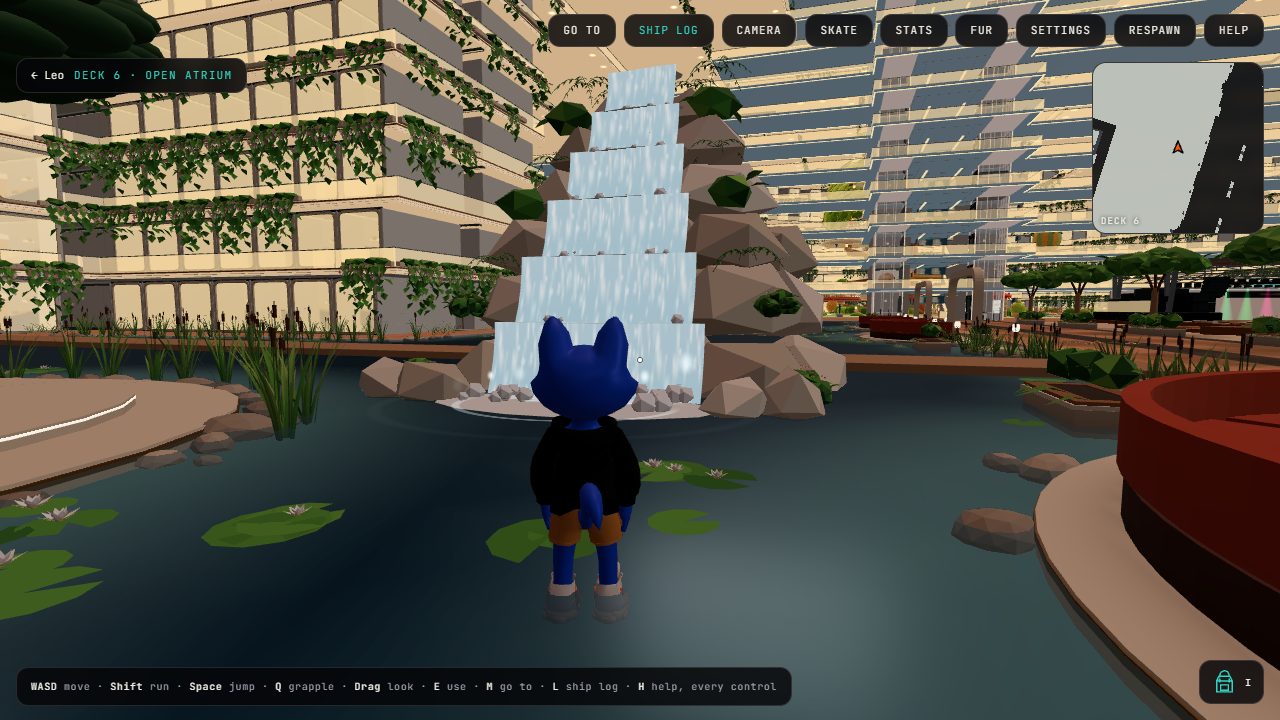 GO TO
SHIP LOG
CAMERA
SKATE
STATS
FUR
SETTINGS
RESPAWN
HELP
← Leo DECK 6 · OPEN ATRIUM
DECK 6
WASD move · Shift run · Space jump · Q grapple · Drag look · E use · M go to · L ship log · H help, every control
I